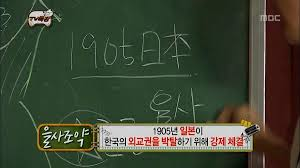 TV특강
MBC
1905日本
을사
을사조약
1905년 일본이
한국의 외교권을 박탈하기 위해 강제 체결